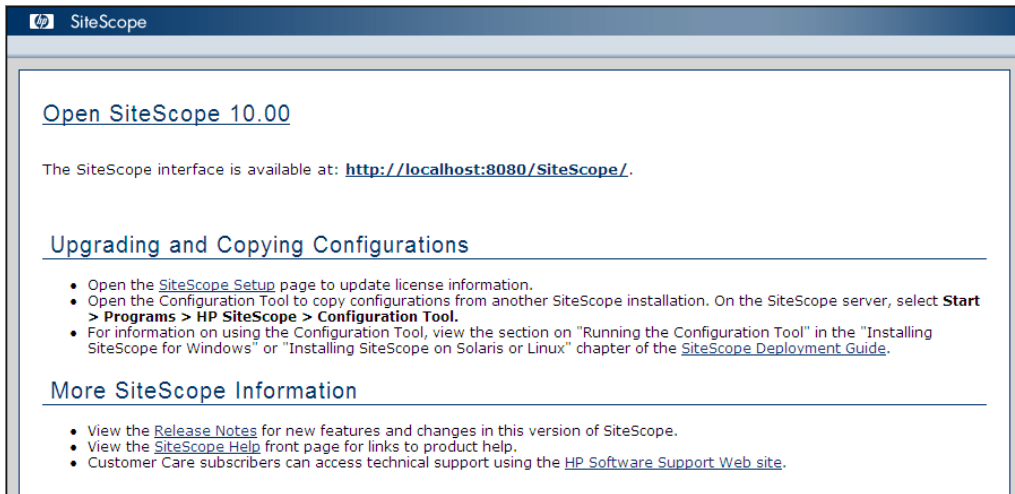 hp SiteScope
Open SiteScope 10.00
The SiteScope interface is available at: http://localhost:8080/SiteScope/.
Upgrading and Copying Configurations
• Open the SiteScope Setup page to update license information.
• Open the Configuration Tool to copy configurations from another SiteScope installation. On the SiteScope server, select Start
> Programs > HP SiteScope > Configuration Tool.
• For information on using the Configuration Tool, view the section on "Running the Configuration Tool" in the "Installing
SiteScope for Windows" or "Installing SiteScope on Solaris or Linux" chapter of the SiteScope Deployment Guide.
More SiteScope Information
• View the Release Notes for new features and changes in this version of SiteScope.
• View the SiteScope Help front page for links to product help.
• Customer Care subscribers can access technical support using the HP Software Support Web site.